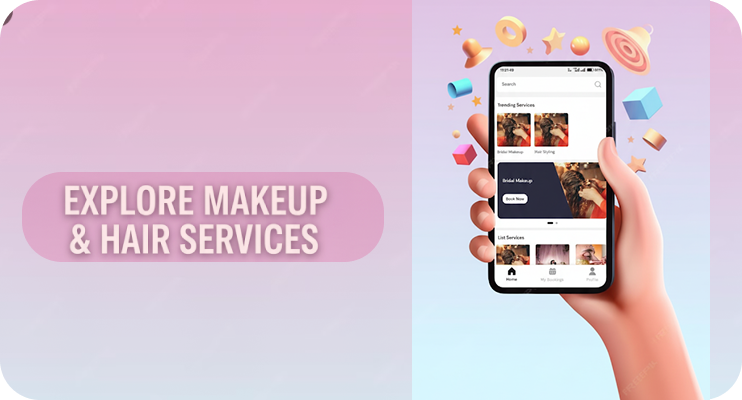 EXPLORE MAKEUP
& HAIR SERVICES
Search
Trending Services
Bridal Makeup
Hair Styling
Bridal Makeup
Book Now
List Services
Home
My Bookings
Profile